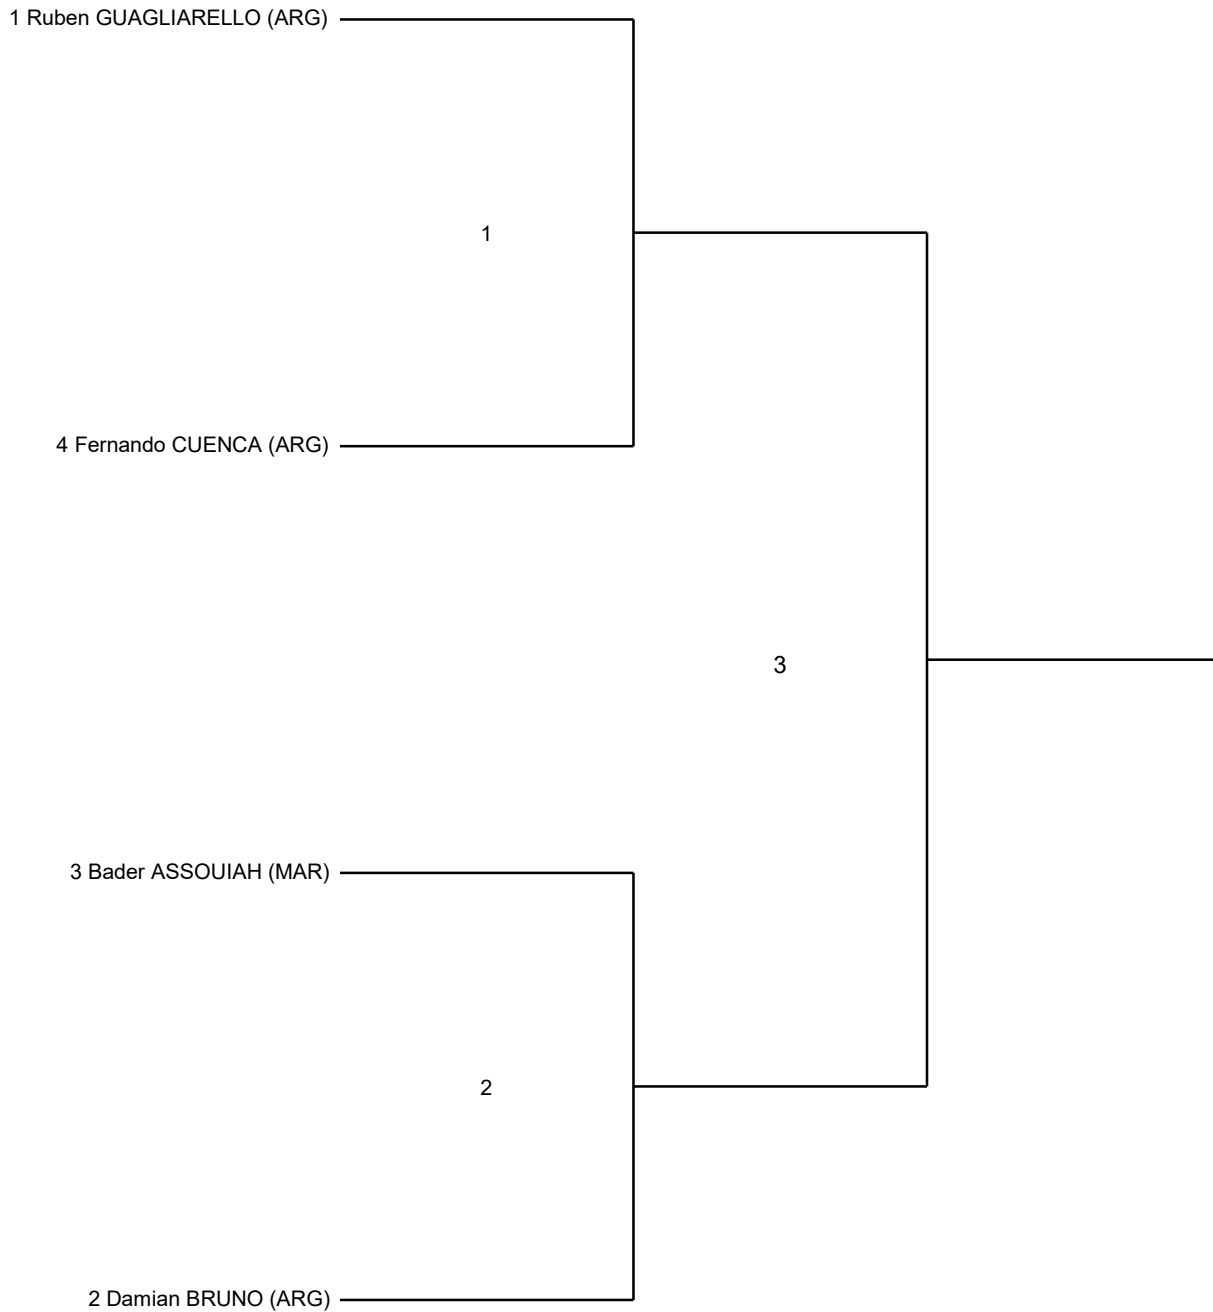 1 Ruben GUAGLIARELLO (ARG)
1
4 Fernando CUENCA (ARG)
3
3 Bader ASSOUIAH (MAR)
2
2 Damian BRUNO (ARG)